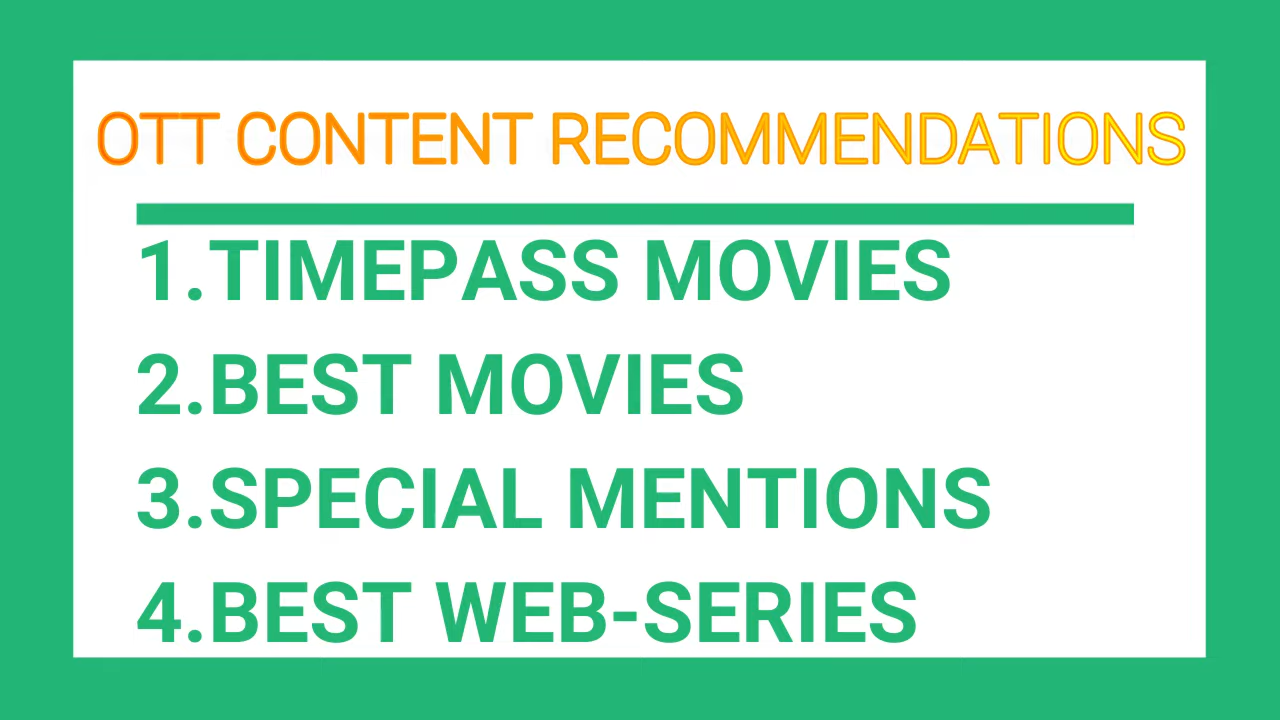 OTT CONTENT RECOMMENDATIONS
1.TIMEPASS MOVIES
2.BEST MOVIES
3.SPECIAL MENTIONS
4.BEST WEB-SERIES